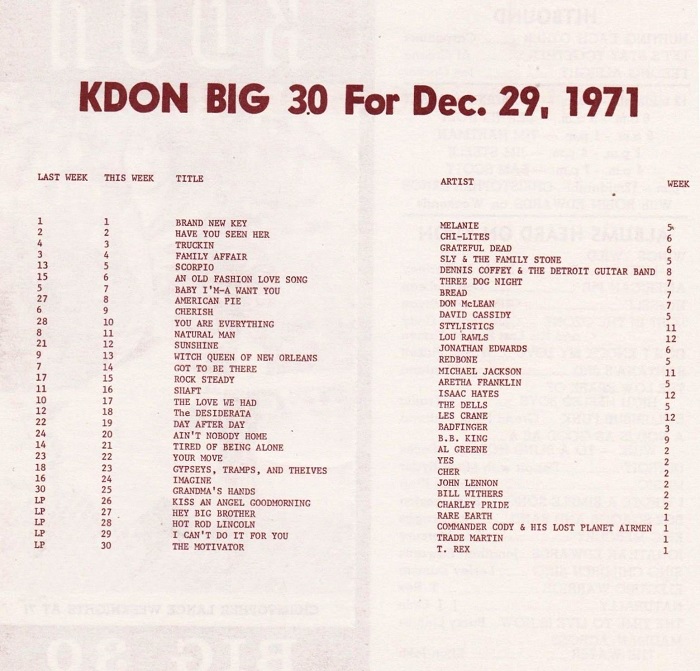 KDON BIG 30 For Dec. 29, 1971
LAST WEEK THIS WEEK TITLE ARTIST WEEK
1 1 BRAND NEW KEY MELANIE 5
2 2 HAVE YOU SEEN HER CHI-LITES 8
4 3 TRUCKIN GRATEFUL DEAD 6
3 4 FAMILY AFFAIR SLY & THE FAMILY STONE 5
13 5 SCORPIO DENNIS COFFEY & THE DETROIT GUITAR BAND 8
15 6 AN OLD FASHION LOVE SONG THREE DOG NIGHT 7
5 7 BABY I'M-A WANT YOU BREAD 7
27 8 AMERICAN PIE DON McLEAN 7
6 9 CHERISH DAVID CASSIDY 5
28 10 YOU ARE EVERYTHING STYLISTICS 11
8 11 NATURAL MAN LOU RAWLS 12
21 12 SUNSHINE JONATHAN EDWARDS 6
9 13 WITCH QUEEN OF NEW ORLEANS REDBONE 5
7 14 GOT TO BE THERE MICHAEL JACKSON 11
17 15 ROCK STEADY ARETHA FRANKLIN 5
11 16 SHAFT ISAAC HAYES 12
10 17 THE LOVE WE HAD THE DELLS 5
12 18 The DESIDERATA LES CRANE 12
22 19 DAY AFTER DAY BADFINGER 3
24 20 AIN'T NOBODY HOME B.B. KING 9
14 21 TIRED OF BEING ALONE AL GREENE 2
23 22 YOUR MOVE YES 2
18 23 GYPSEYS, TRAMPS, AND THEIVES CHER 2
16 24 IMAGINE JOHN LENNON 2
30 25 GRANDMA'S HANDS BILL WITHERS 2
LP 26 KISS AN ANGEL GOODMORNING CHARLEY PRIDE 2
LP 27 HEY BIG BROTHER RARE EARTH 1
LP 28 HOT ROD LINCOLN COMMANDER CODY & HIS LOST PLANET AIRMEN 1
LP 29 I CAN'T DO IT FOR YOU TRADE MARTIN 1
LP 30 THE MOTIVATOR T. REX 1